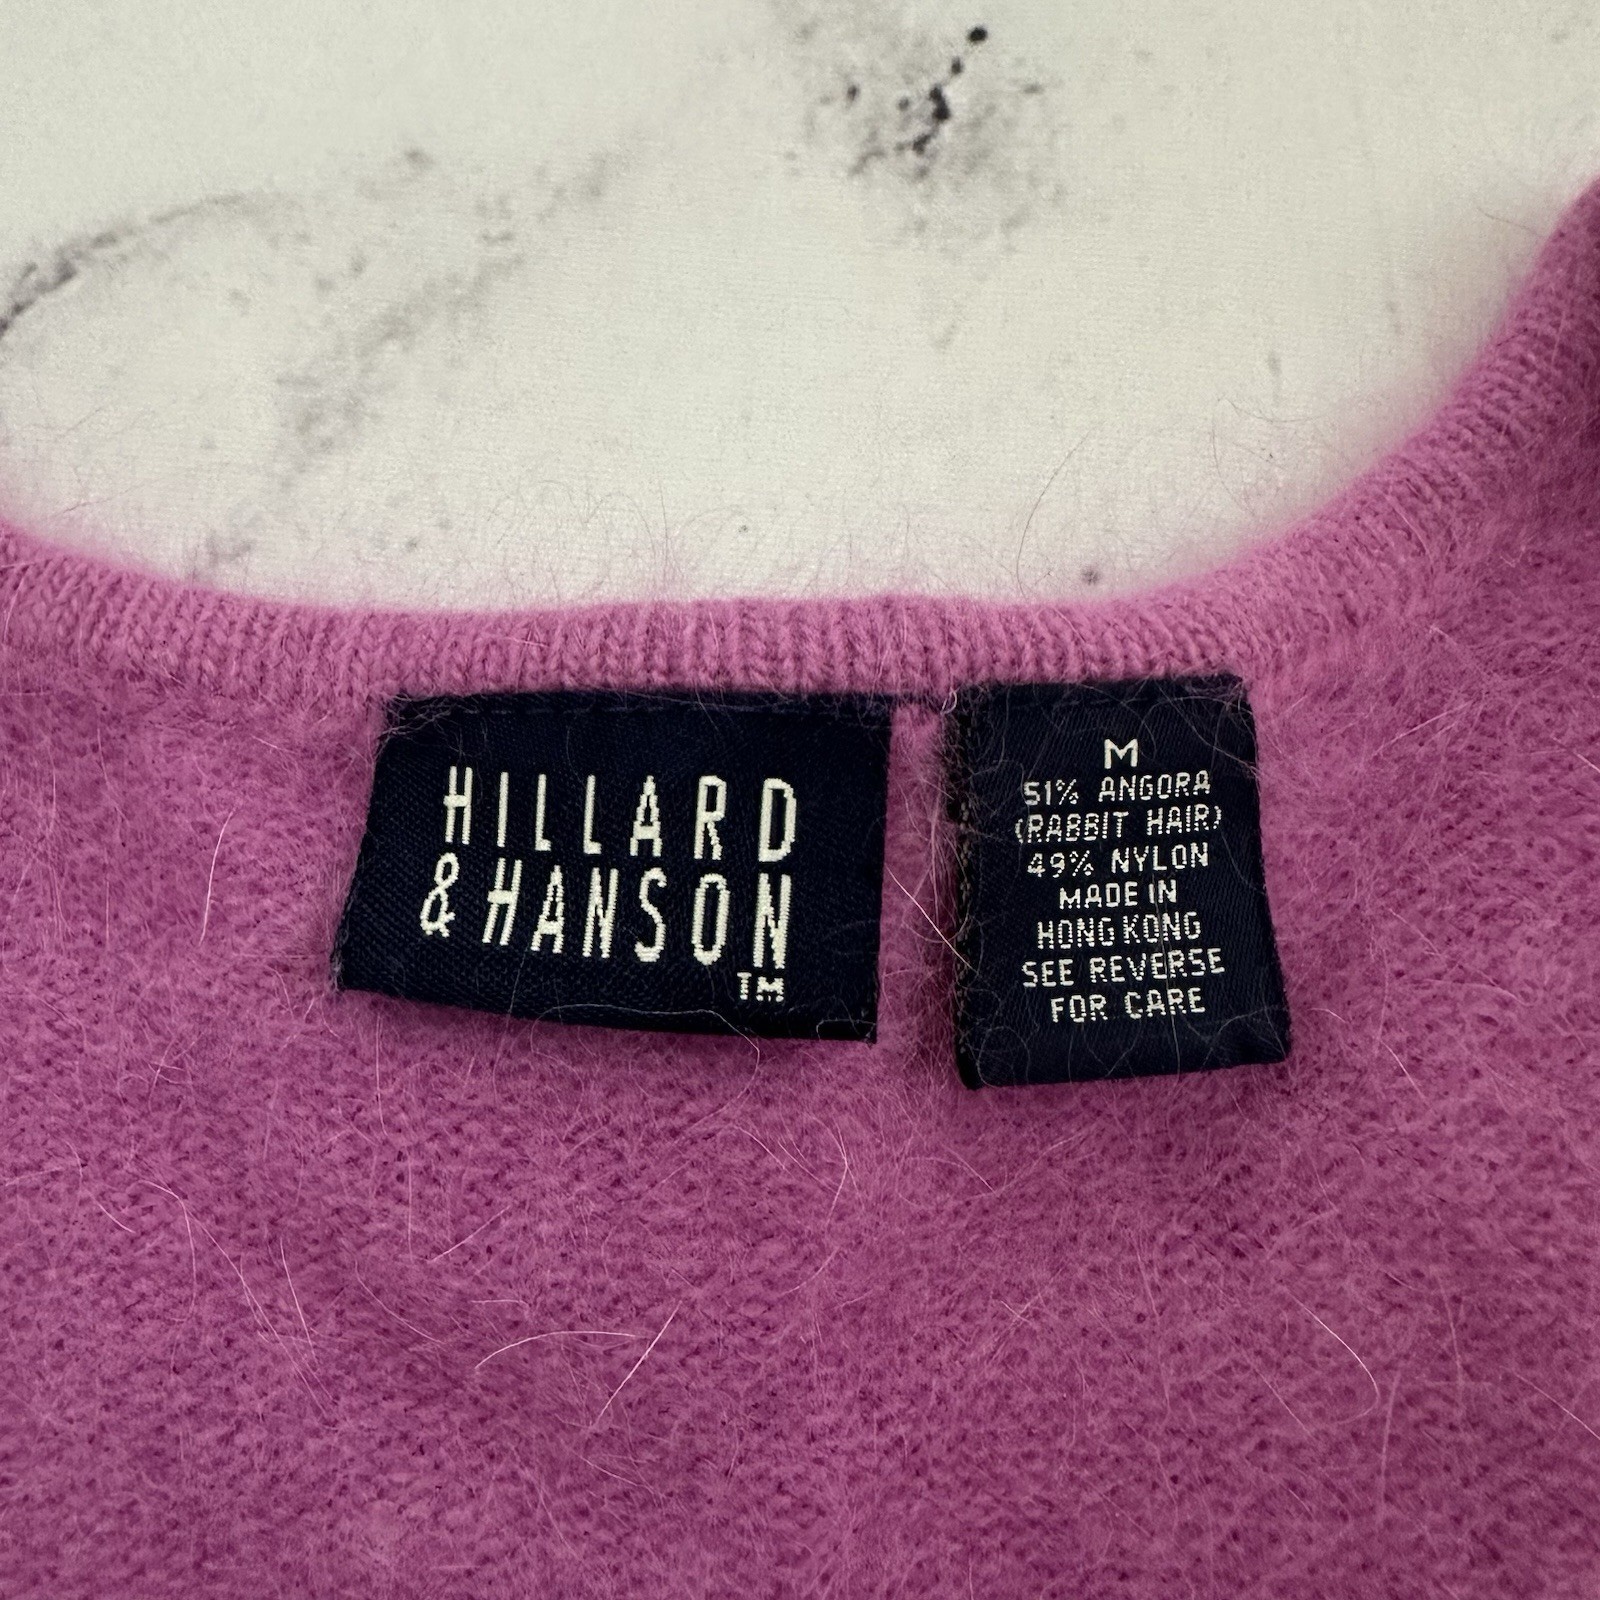 HILLARD
& HANSON
TM
M
51% ANGORA
(RABBIT HAIR)
49% NYLON
MADE IN
HONG KONG
SEE REVERSE
FOR CARE